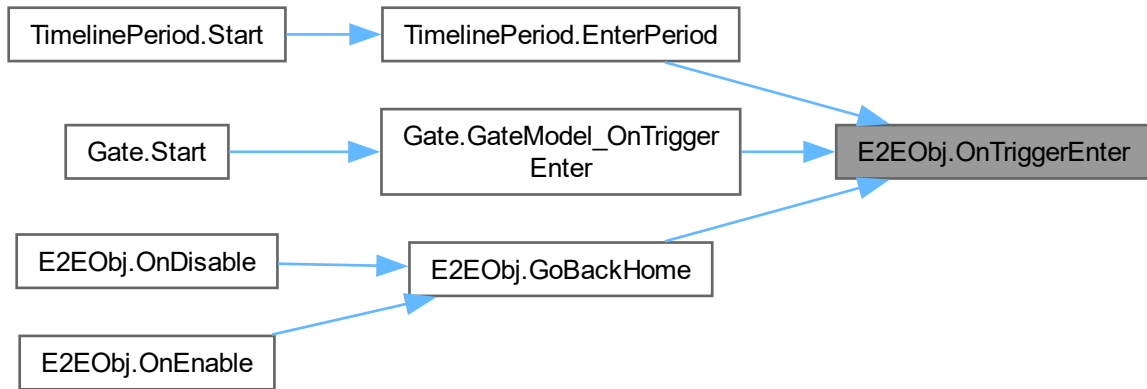 TimelinePeriod.Start
TimelinePeriod.EnterPeriod
Gate.Start
Gate.GateModel_OnTrigger
Enter
E2EObj.OnTriggerEnter
E2EObj.OnDisable
E2EObj.GoBackHome
E2EObj.OnEnable